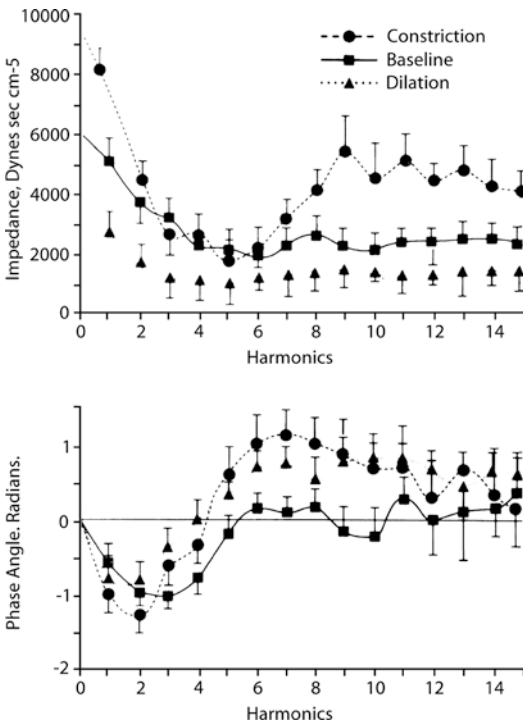 10000
8000
6000
4000
2000
0
Impedance, Dynes sec cm-5
Constriction
Baseline
Dilation
0 2 4 6 8 10 12 14
Harmonics
1
0
-1
-2
Phase Angle. Radians.
0 2 4 6 8 10 12 14
Harmonics